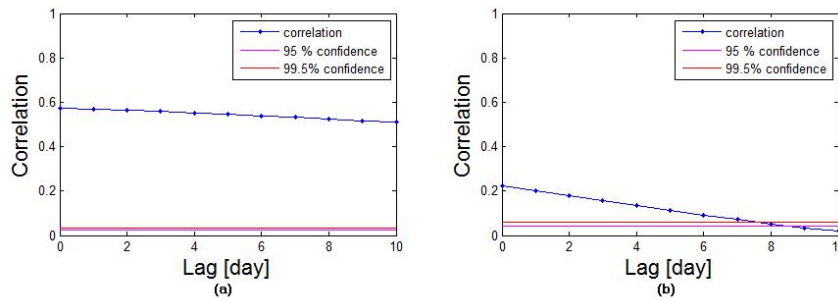 1
0.8
0.6
0.4
0.2
0
Correlation
correlation
95 % confidence
99.5% confidence
0 2 4 6 8 10
Lag [day]
(a)
1
0.8
0.6
0.4
0.2
0
Correlation
correlation
95 % confidence
99.5% confidence
0 2 4 6 8 1
Lag [day]
(b)